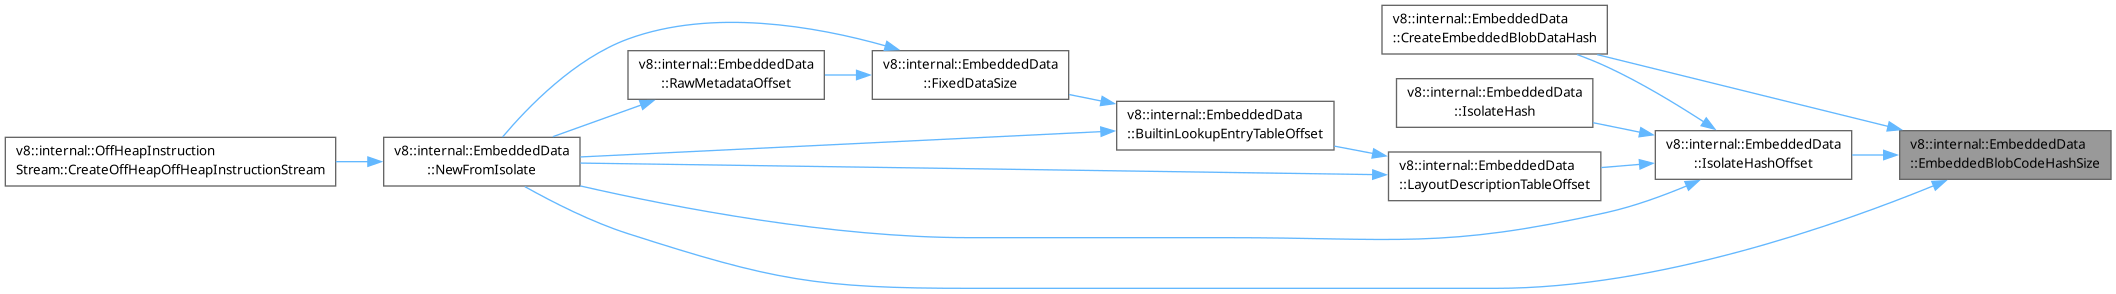 v8::internal::OffHeapInstruction
Stream::CreateOffHeapOffHeapInstructionStream
v8::internal::EmbeddedData
::NewFromIsolate
v8::internal::EmbeddedData
::RawMetadataOffset
v8::internal::EmbeddedData
::FixedDataSize
v8::internal::EmbeddedData
::BuiltinLookupEntryTableOffset
v8::internal::EmbeddedData
::CreateEmbeddedBlobDataHash
v8::internal::EmbeddedData
::IsolateHash
v8::internal::EmbeddedData
::LayoutDescriptionTableOffset
v8::internal::EmbeddedData
::IsolateHashOffset
v8::internal::EmbeddedData
::EmbeddedBlobCodeHashSize